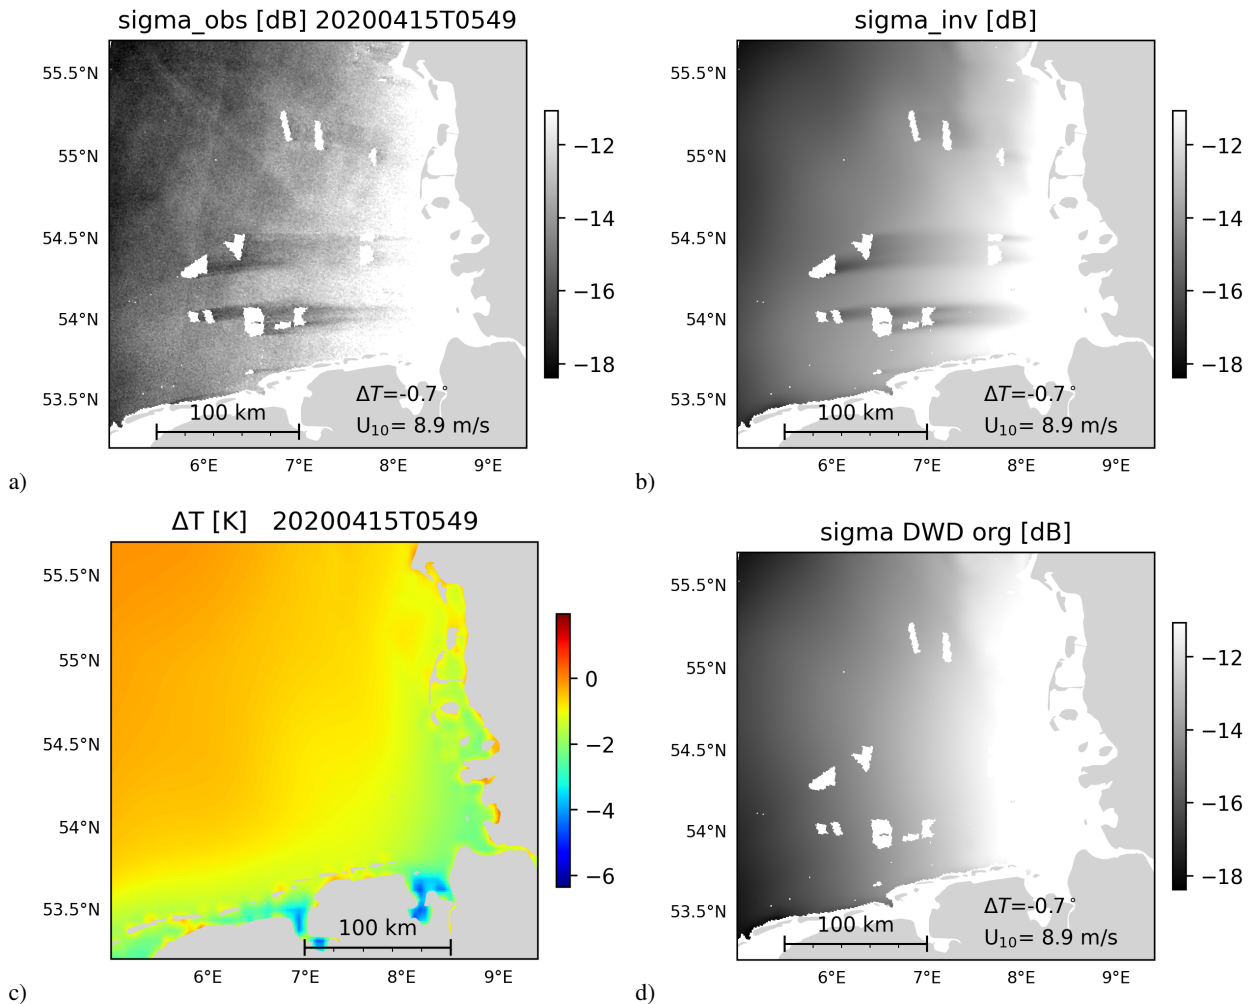 sigma_obs [dB] 20200415T0549
55.5°N
55°N
54.5°N
54°N
53.5°N
−12
−14
−16
−18
ΔT=-0.7°
100 km
U10= 8.9 m/s
6°E 7°E 8°E 9°E
a)
sigma_inv [dB]
55.5°N
55°N
54.5°N
54°N
53.5°N
−12
−14
−16
−18
ΔT=-0.7°
100 km
U10= 8.9 m/s
6°E 7°E 8°E 9°E
b)
ΔT [K] 20200415T0549
55.5°N
55°N
54.5°N
54°N
53.5°N
0
−2
−4
−6
100 km
6°E 7°E 8°E 9°E
c)
sigma DWD org [dB]
55.5°N
55°N
54.5°N
54°N
53.5°N
−12
−14
−16
−18
ΔT=-0.7°
100 km
U10= 8.9 m/s
6°E 7°E 8°E 9°E
d)